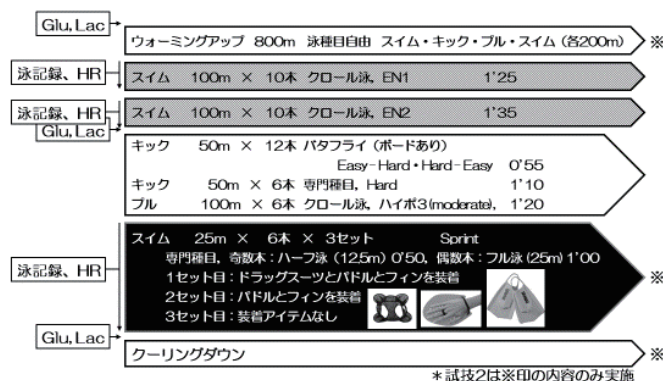 Glu, Lac
ウォーミングアップ 800m 泳種目自由 スイム・キック・プル・スイム (各200m) ※
泳記録、HR
スイム 100m × 10本 クロール泳, EN1 1'25
泳記録、HR
スイム 100m × 10本 クロール泳, EN2 1'35
Glu, Lac
キック 50m × 12本 バタフライ (ボードあり)
Easy-Hard・Hard-Easy 0'55
キック 50m × 6本 専門種目, Hard 1'10
プル 100m × 6本 クロール泳, ハイポ3(moderate), 1'20
スイム 25m × 6本 × 3セット Sprint
専門種目, 奇数本：ハーフ泳 (12.5m) 0'50, 偶数本：フル泳 (25m) 1'00
泳記録、HR
1セット目：ドラッグスーツとパドルとフィンを装着 ※
2セット目：パドルとフィンを装着
3セット目：装着アイテムなし
Glu, Lac
クーリングダウン ※
＊試技2は※印の内容のみ実施